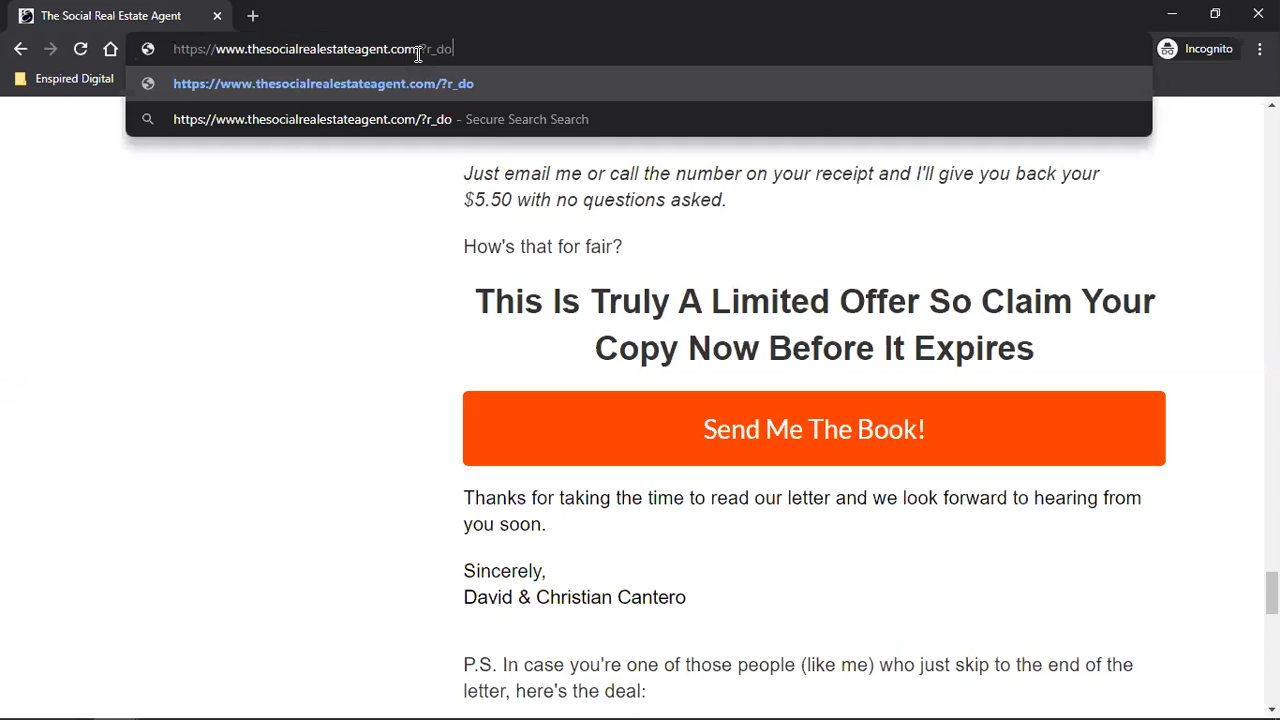 The Social Real Estate Agent
https://www.thesocialrealestateagent.com/?r_do
Incognito
Enspired Digital
https://www.thesocialrealestateagent.com/?r_do
https://www.thesocialrealestateagent.com/?r_do - Secure Search Search
Just email me or call the number on your receipt and I'll give you back your
$5.50 with no questions asked.
How's that for fair?
This Is Truly A Limited Offer So Claim Your
Copy Now Before It Expires
Send Me The Book!
Thanks for taking the time to read our letter and we look forward to hearing from
you soon.
Sincerely,
David & Christian Cantero
P.S. In case you're one of those people (like me) who just skip to the end of the
letter, here's the deal: